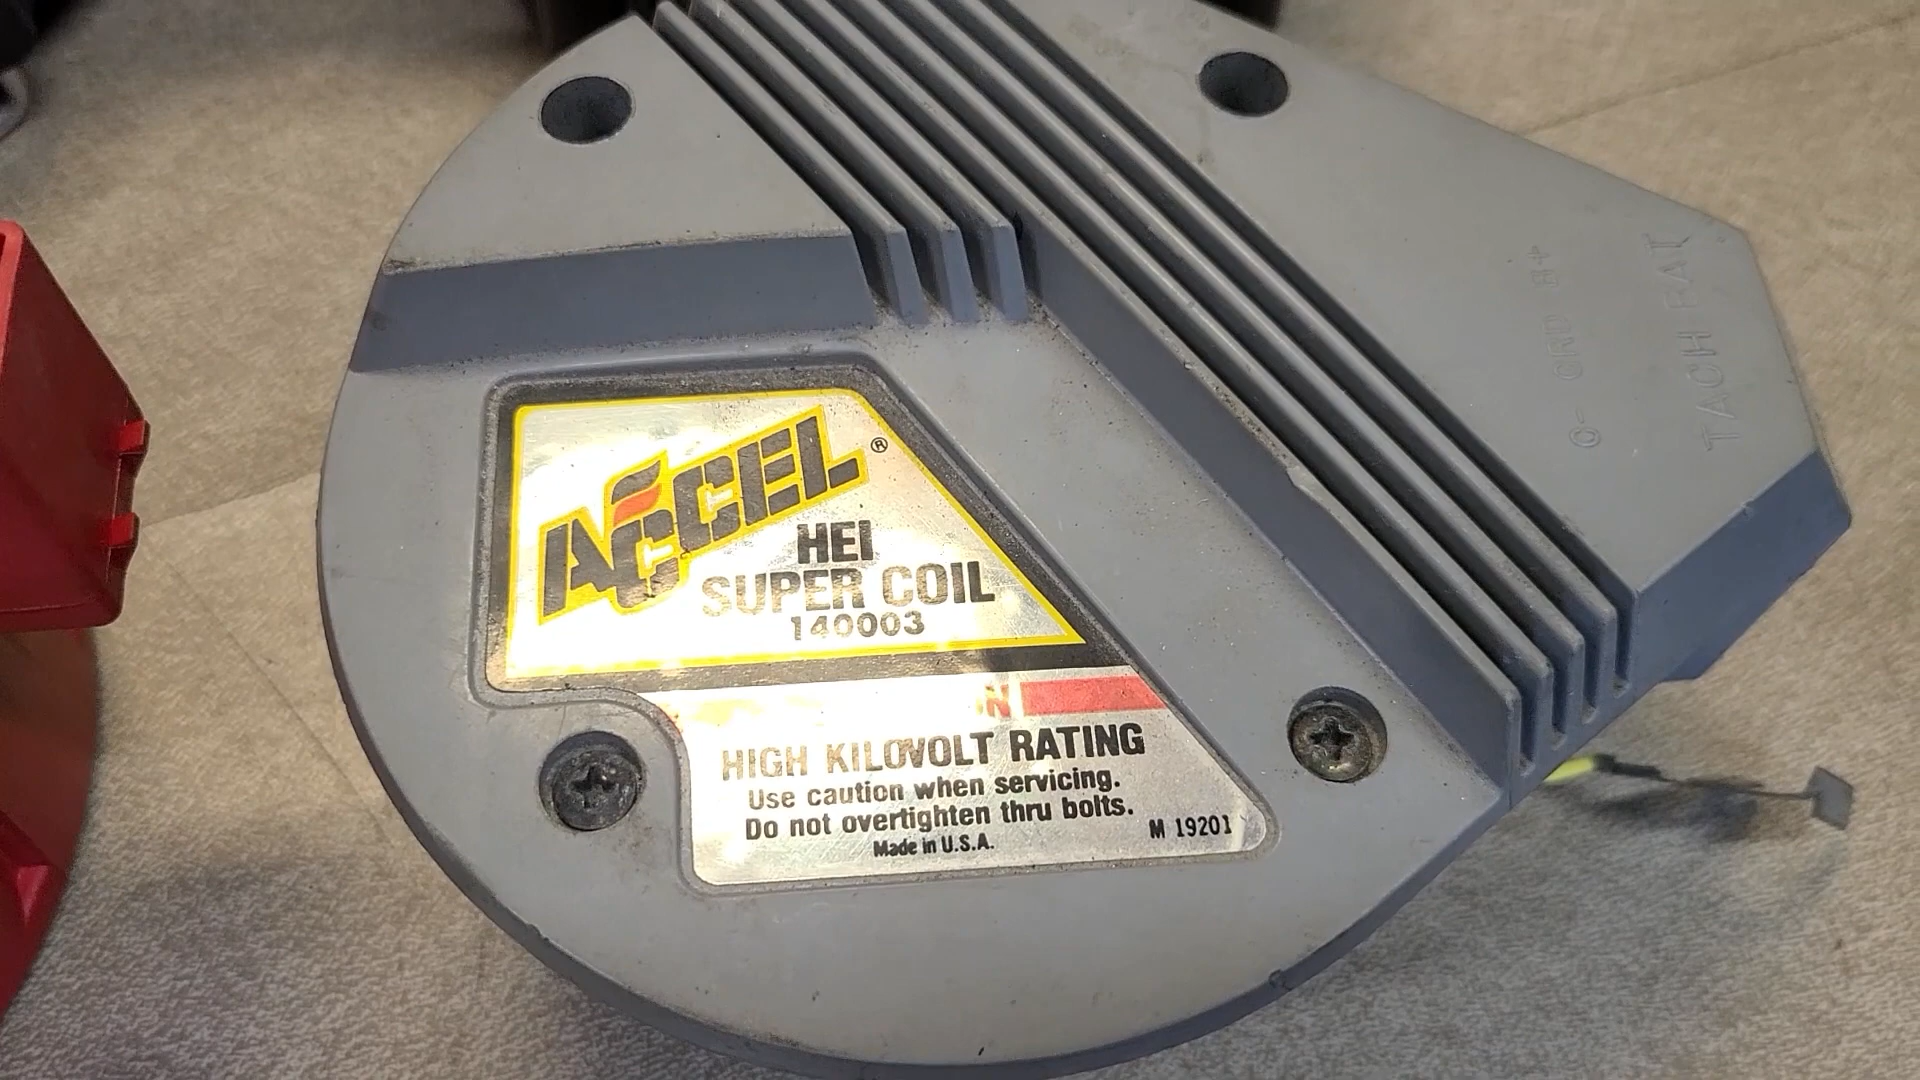 ACCEL®
HEI
SUPER COIL
140003
HIGH KILOVOLT RATING
Use caution when servicing.
Do not overtighten thru bolts.
Made in U.S.A.
M 19201
TACH BAT